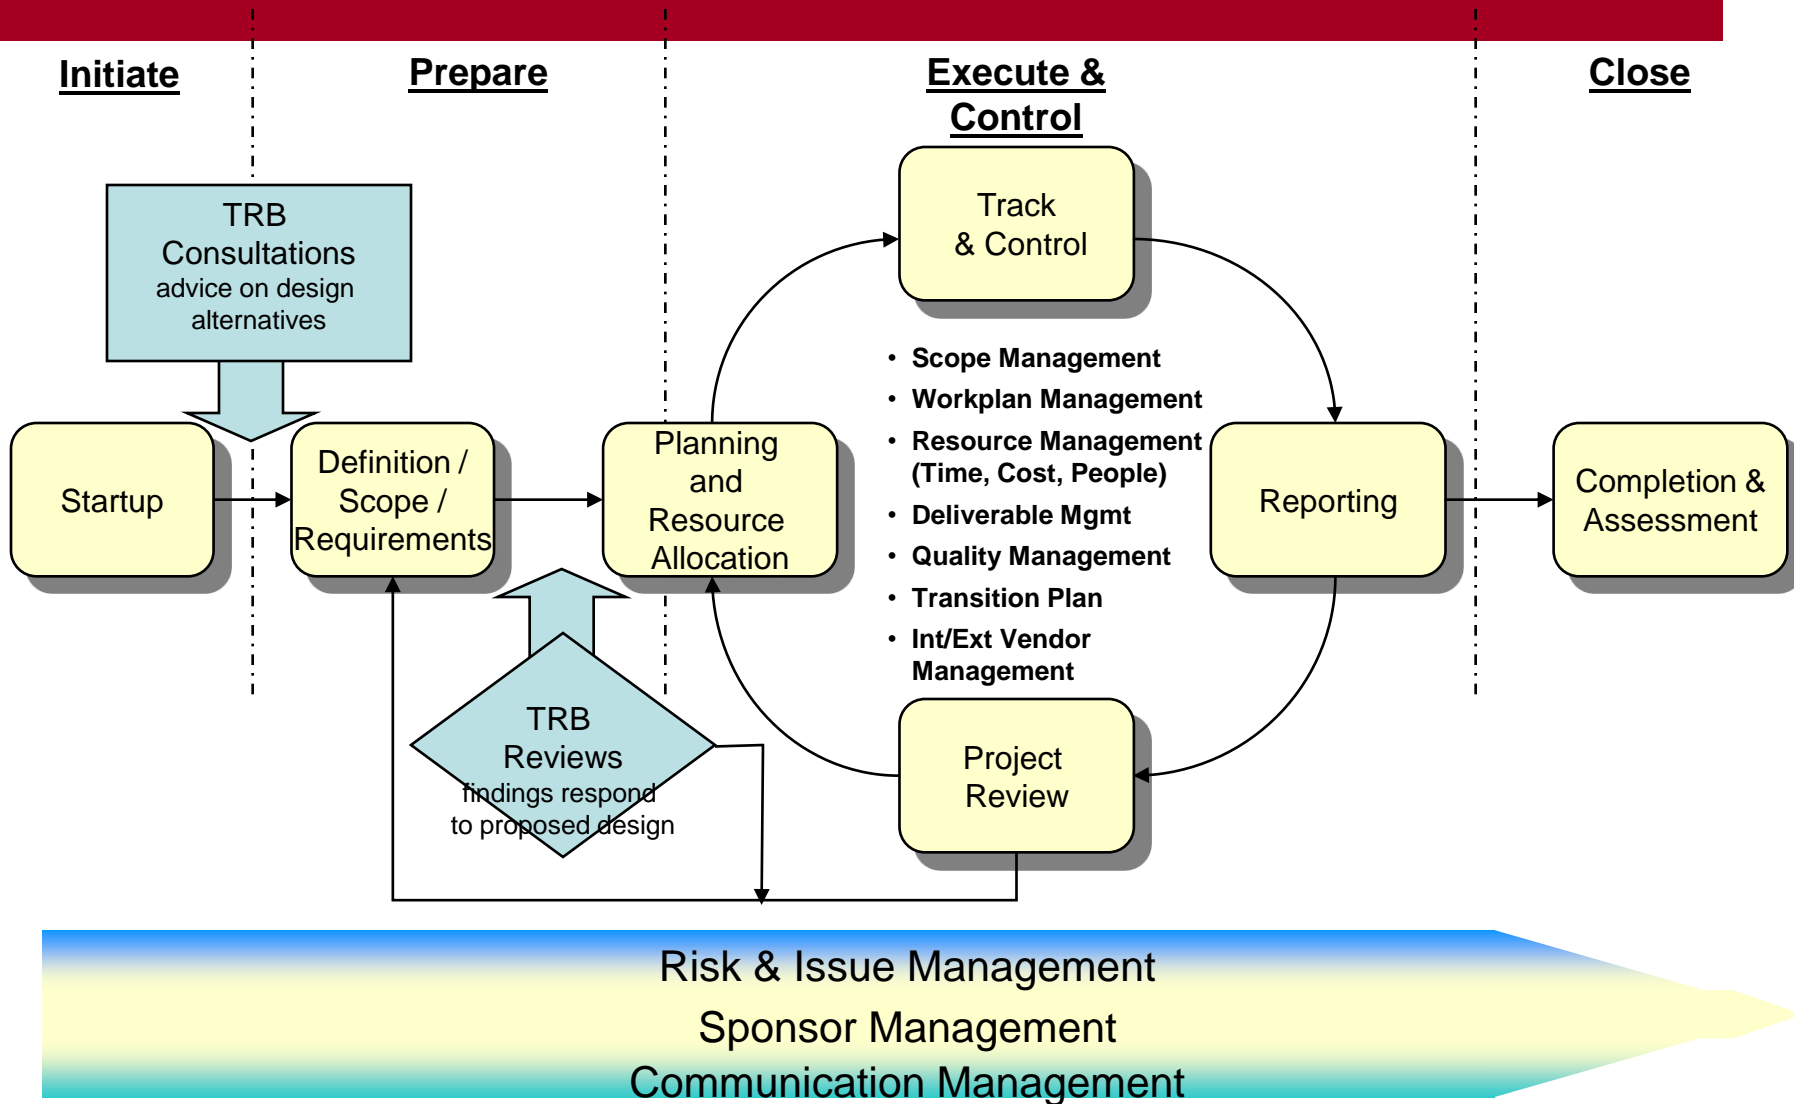 Initiate
Prepare
Execute &
Control
Close
TRB
Consultations
advice on design
alternatives
Track
& Control
• Scope Management
• Workplan Management
• Resource Management
(Time, Cost, People)
• Deliverable Mgmt
• Quality Management
• Transition Plan
• Int/Ext Vendor
Management
Startup
Definition /
Scope /
Requirements
Planning
and
Resource
Allocation
Reporting
Completion &
Assessment
TRB
Reviews
findings respond
to proposed design
Project
Review
Risk & Issue Management
Sponsor Management
Communication Management